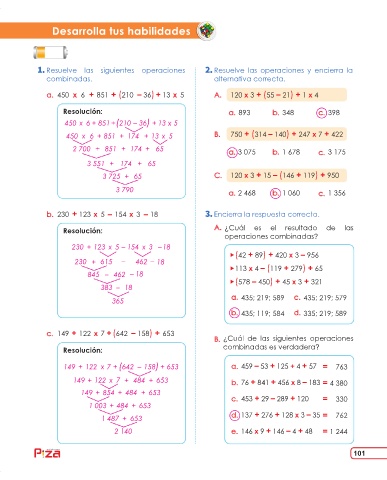 Desarrolla tus habilidades
1. Resuelve las siguientes operaciones combinadas.
a. 450 x 6 + 851 + (210 – 36) + 13 x 5
Resolución:
450 x 6 + 851 + (210 – 36) + 13 x 5
450 x 6 + 851 + 174 + 13 x 5
2 700 + 851 + 174 + 65
3 551 + 174 + 65
3 725 + 65
3 790
b. 230 + 123 x 5 – 154 x 3 – 18
Resolución:
230 + 123 x 5 – 154 x 3 –18
230 + 615 – 462 – 18
845 – 462 – 18
383 – 18
365
c. 149 + 122 x 7 + (642 – 158) + 653
Resolución:
149 + 122 x 7 + (642 – 158) + 653
149 + 122 x 7 + 484 + 653
149 + 854 + 484 + 653
1 003 + 484 + 653
1 487 + 653
2 140
2. Resuelve las operaciones y encierra la alternativa correcta.
A. 120 x 3 + (55 – 21) + 1 x 4
a. 893 b. 348 c. 398
B. 750 + (314 – 140) + 247 x 7 + 422
a. 3 075 b. 1 678 c. 3 175
C. 120 x 3 + 15 – (146 + 119) + 950
a. 2 468 b. 1 060 c. 1 356
3. Encierra la respuesta correcta.
A. ¿Cuál es el resultado de las operaciones combinadas?
(42 + 89) + 420 x 3 – 956
113 x 4 – (119 + 279) + 65
(578 – 450) + 45 x 3 + 321
a. 435; 219; 589 c. 435; 219; 579
b. 435; 119; 584 d. 335; 219; 589
B. ¿Cuál de las siguientes operaciones combinadas es verdadera?
a. 459 – 53 + 125 ÷ 4 + 57 = 763
b. 76 + 841 + 456 x 8 – 183 = 4 380
c. 453 + 29 – 289 + 120 = 330
d. 137 + 276 + 128 x 3 – 35 = 762
e. 146 x 9 + 146 – 4 + 48 = 1 244
Piza
101